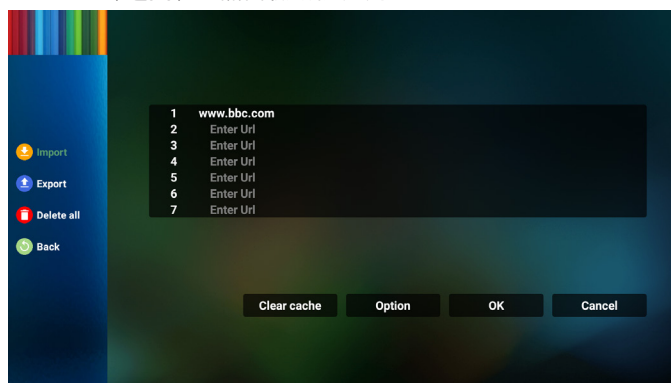 1 www.bbc.com
2 Enter Url
3 Enter Url
4 Enter Url
5 Enter Url
6 Enter Url
7 Enter Url
Import
Export
Delete all
Back
Clear cache Option OK Cancel